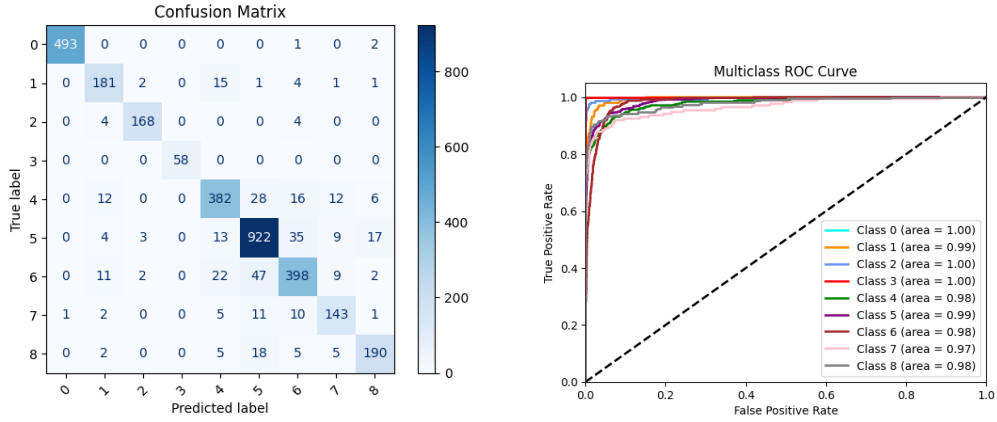 Confusion Matrix
True label
0 493 0 0 0 0 0 1 0 2
1 0 181 2 0 15 1 4 1 1
2 0 4 168 0 0 0 4 0 0
3 0 0 0 58 0 0 0 0 0
4 0 12 0 0 382 28 16 12 6
5 0 4 3 0 13 922 35 9 17
6 0 11 2 0 22 47 398 9 2
7 1 2 0 0 5 11 10 143 1
8 0 2 0 0 5 18 5 5 190
0 1 2 3 4 5 6 7 8
Predicted label
800
600
400
200
0
Multiclass ROC Curve
True Positive Rate
1.0
0.8
0.6
0.4
0.2
0.0
0.0 0.2 0.4 0.6 0.8 1.0
False Positive Rate
Class 0 (area = 1.00)
Class 1 (area = 0.99)
Class 2 (area = 1.00)
Class 3 (area = 1.00)
Class 4 (area = 0.98)
Class 5 (area = 0.99)
Class 6 (area = 0.98)
Class 7 (area = 0.97)
Class 8 (area = 0.98)